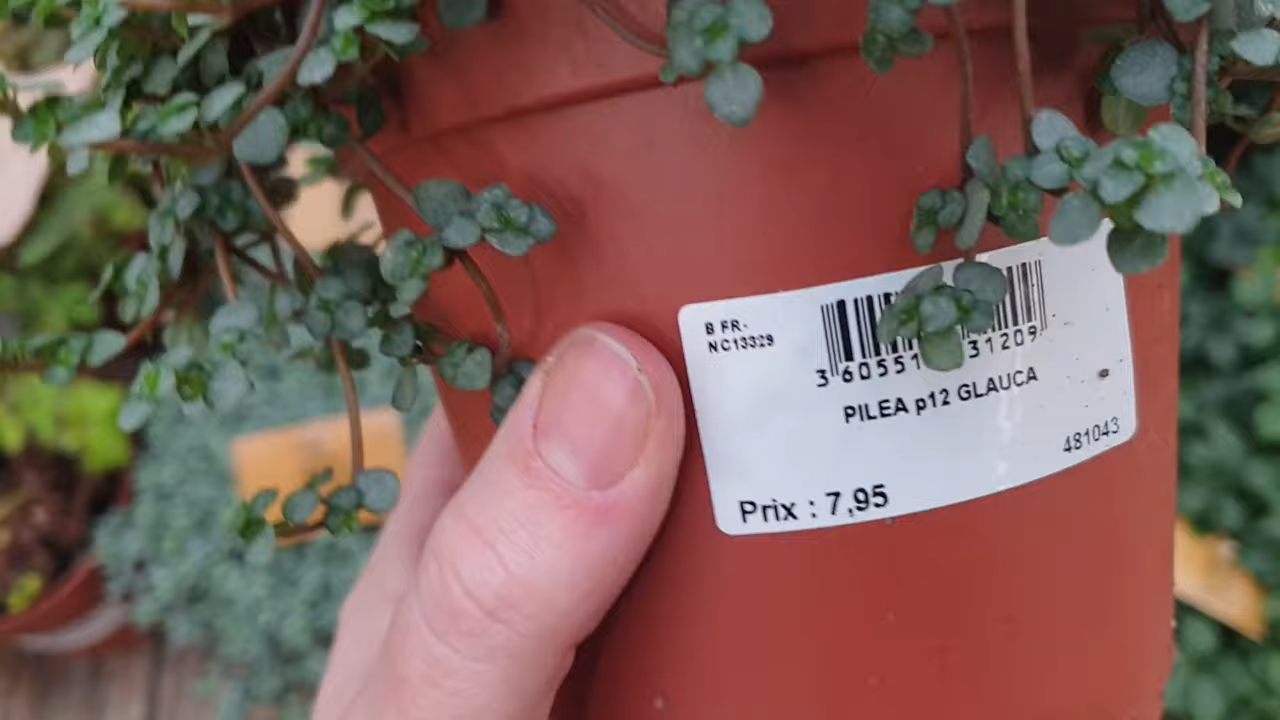 B FR-
NC13329
3 60551 31209
PILEA p12 GLAUCA
481043
Prix : 7,95